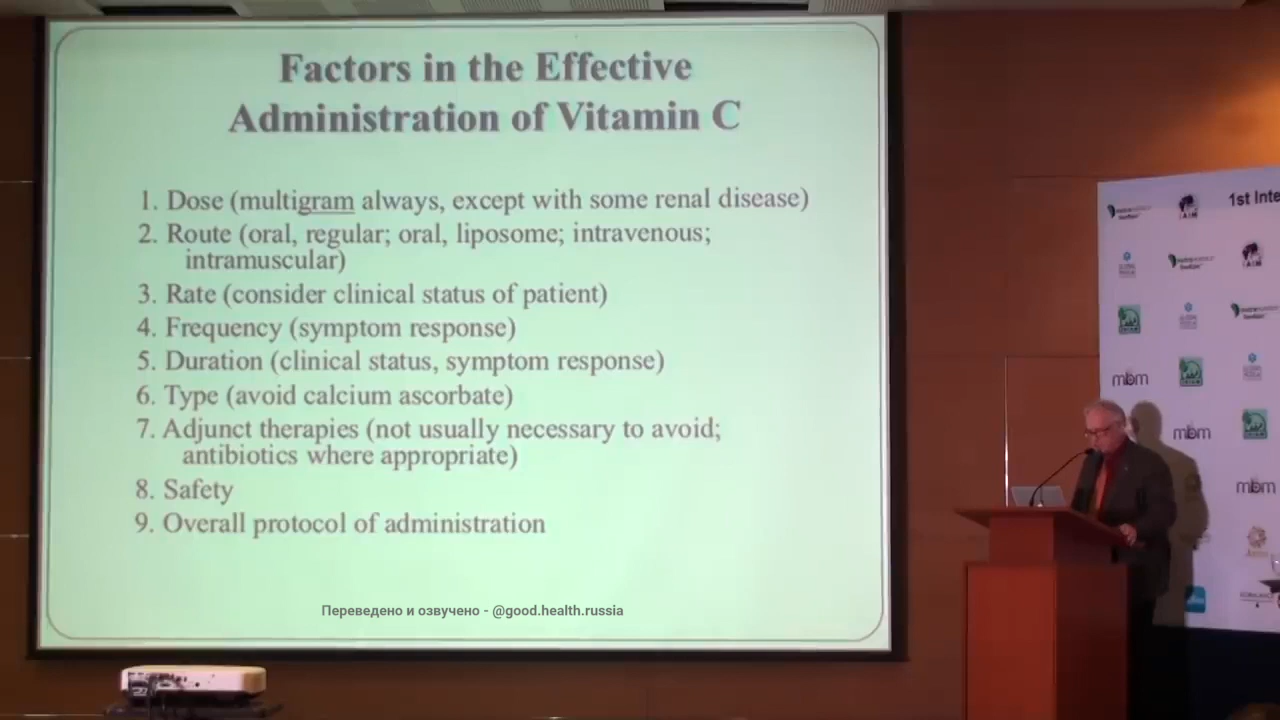 Factors in the Effective
Administration of Vitamin C
1. Dose (multigram always, except with some renal disease)
2. Route (oral, regular; oral, liposome; intravenous;
intramuscular)
3. Rate (consider clinical status of patient)
4. Frequency (symptom response)
5. Duration (clinical status, symptom response)
6. Type (avoid calcium ascorbate)
7. Adjunct therapies (not usually necessary to avoid;
antibiotics where appropriate)
8. Safety
9. Overall protocol of administration
Переведено и озвучено - @good.health.russia
1st Inte
mbm
mbm
mbm